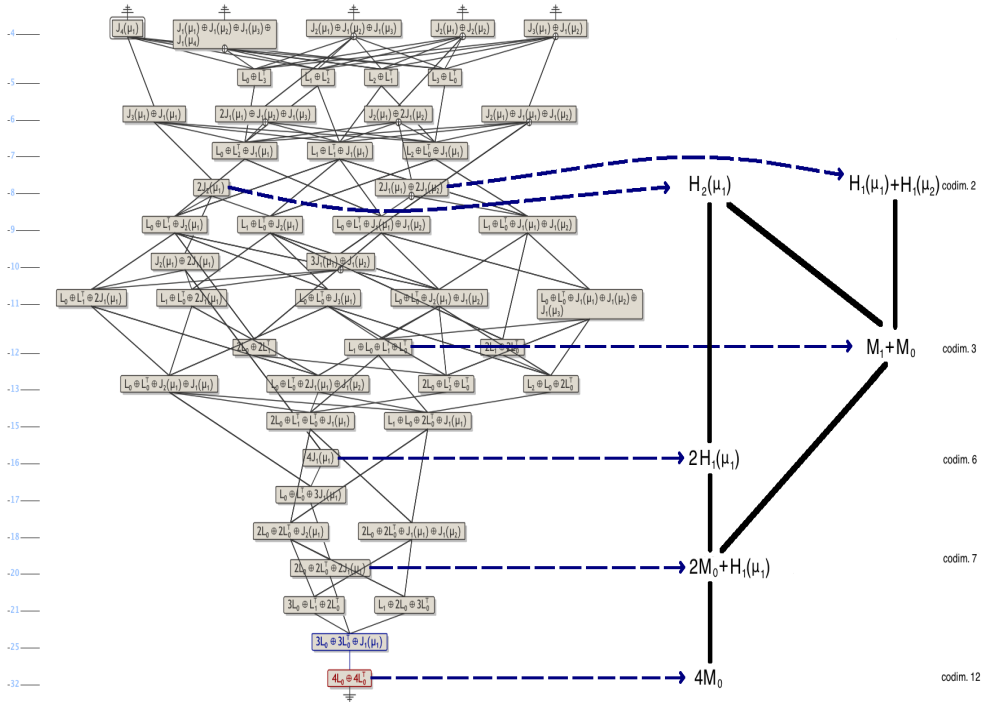 -4
J₄(μ₁)
J₁(μ₁)⊕J₁(μ₂)⊕J₁(μ₃)⊕
J₁(μ₄)
J₂(μ₁)⊕J₁(μ₂)⊕J₁(μ₃)
J₂(μ₁)⊕J₂(μ₂)
J₃(μ₁)⊕J₁(μ₂)
-5
L₀⊕L₃ᵀ
L₁⊕L₂ᵀ
L₂⊕L₁ᵀ
L₃⊕L₀ᵀ
-6
J₃(μ₁)⊕J₁(μ₁)
2J₁(μ₁)⊕J₁(μ₂)⊕J₁(μ₃)
J₂(μ₁)⊕2J₁(μ₂)
J₂(μ₁)⊕J₁(μ₁)⊕J₁(μ₂)
-7
L₀⊕L₂ᵀ⊕J₁(μ₁)
L₁⊕L₁ᵀ⊕J₁(μ₁)
L₂⊕L₀ᵀ⊕J₁(μ₁)
-8
2J₂(μ₁)
2J₁(μ₁)⊕2J₁(μ₂)
H₂(μ₁)
H₁(μ₁)+H₁(μ₂)
codim. 2
-9
L₀⊕L₁ᵀ⊕J₂(μ₁)
L₁⊕L₀ᵀ⊕J₂(μ₁)
L₀⊕L₁ᵀ⊕J₁(μ₁)⊕J₁(μ₂)
L₁⊕L₀ᵀ⊕J₁(μ₁)⊕J₁(μ₂)
-10
J₂(μ₁)⊕2J₁(μ₁)
3J₁(μ₁)⊕J₁(μ₂)
-11
L₀⊕L₁ᵀ⊕2J₁(μ₁)
L₁⊕L₀ᵀ⊕2J₁(μ₁)
L₀⊕L₀ᵀ⊕J₃(μ₁)
L₀⊕L₀ᵀ⊕J₂(μ₁)⊕J₁(μ₂)
L₀⊕L₀ᵀ⊕J₁(μ₁)⊕J₁(μ₂)⊕
J₁(μ₃)
-12
2L₀⊕2L₁ᵀ
L₁⊕L₀⊕L₁ᵀ⊕L₀ᵀ
2L₁⊕2L₀ᵀ
M₁+M₀
codim. 3
-13
L₀⊕L₀ᵀ⊕J₂(μ₁)⊕J₁(μ₁)
L₀⊕L₀ᵀ⊕2J₁(μ₁)⊕J₁(μ₂)
2L₀⊕L₂ᵀ⊕L₀ᵀ
L₂⊕L₀⊕2L₀ᵀ
-15
2L₀⊕L₁ᵀ⊕L₀ᵀ⊕J₁(μ₁)
L₁⊕L₀⊕2L₀ᵀ⊕J₁(μ₁)
-16
4J₁(μ₁)
2H₁(μ₁)
codim. 6
-17
L₀⊕L₀ᵀ⊕3J₁(μ₁)
-18
2L₀⊕2L₀ᵀ⊕J₂(μ₁)
2L₀⊕2L₀ᵀ⊕J₁(μ₁)⊕J₁(μ₂)
codim. 7
-20
2L₀⊕2L₀ᵀ⊕2J₁(μ₁)
2M₀+H₁(μ₁)
-21
3L₀⊕L₁ᵀ⊕2L₀ᵀ
L₁⊕2L₀⊕3L₀ᵀ
-25
3L₀⊕3L₀ᵀ⊕J₁(μ₁)
-32
4L₀⊕4L₀ᵀ
4M₀
codim. 12